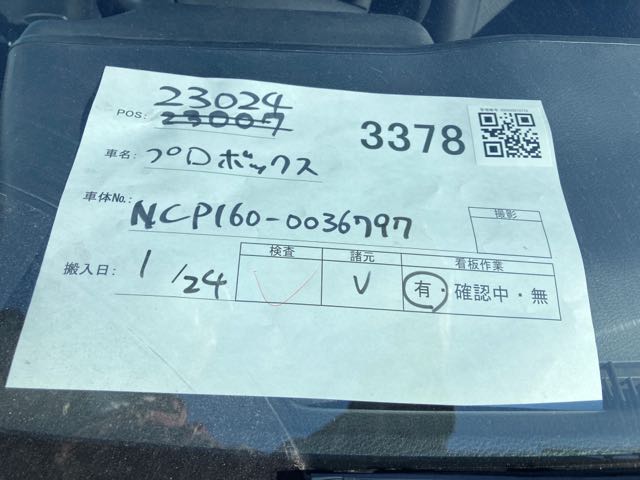 23024
POS: 23007
3378
車名: プロボックス
車体No.: NCP160-0036797
撮影
搬入日: 1/24
検査 諸元 看板作業
✓ V 有・確認中・無